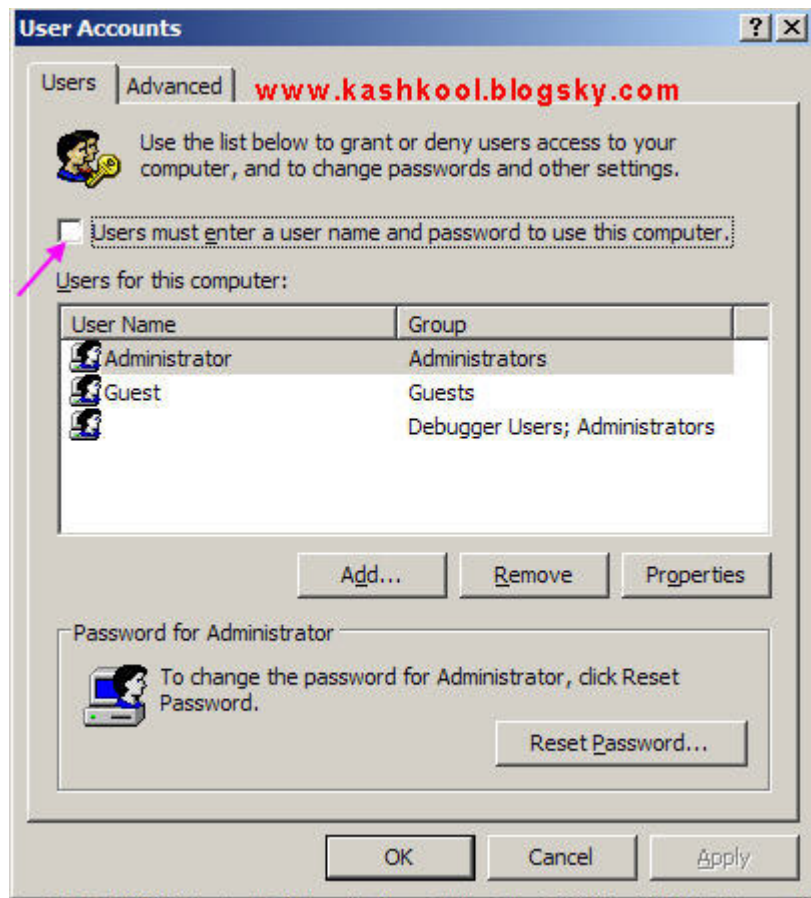 User Accounts
Users Advanced www.kashkool.blogsky.com
Use the list below to grant or deny users access to your
computer, and to change passwords and other settings.
Users must enter a user name and password to use this computer.
Users for this computer:
User Name Group
Administrator Administrators
Guest Guests
Debugger Users; Administrators
Add... Remove Properties
Password for Administrator
To change the password for Administrator, click Reset
Password.
Reset Password...
OK Cancel Apply